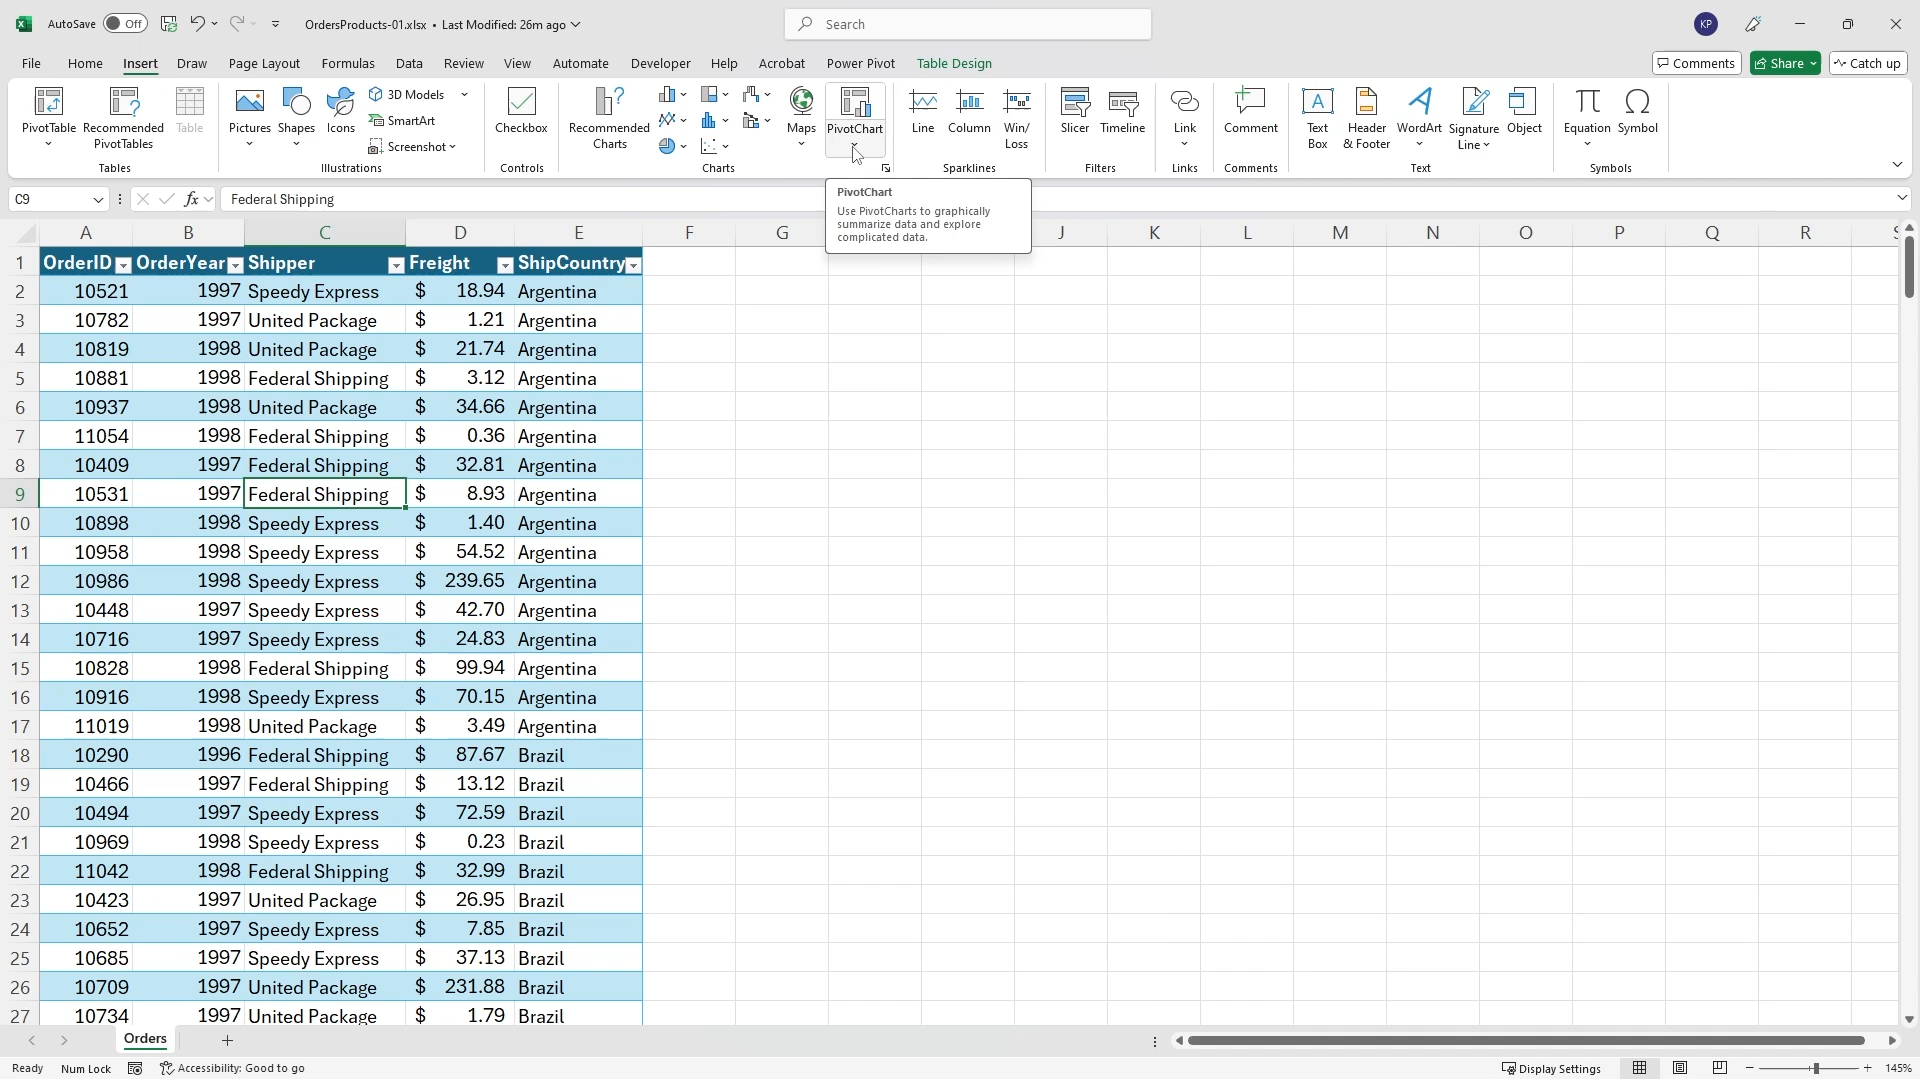 AutoSave Off OrdersProducts-01.xlsx • Last Modified: 26m ago Search KP
File Home Insert Draw Page Layout Formulas Data Review View Automate Developer Help Acrobat Power Pivot Table Design Comments Share Catch up
PivotTable
Recommended
PivotTables
Table
Tables
Pictures
Shapes
Icons
3D Models
SmartArt
Screenshot
Illustrations
Checkbox
Controls
Recommended
Charts
Maps
PivotChart
Charts
Line
Column
Win/
Loss
Sparklines
Slicer
Timeline
Filters
Link
Links
Comment
Comments
Text
Box
Header
& Footer
WordArt
Signature
Line
Object
Text
Equation
Symbol
Symbols
C9 fx Federal Shipping
PivotChart
Use PivotCharts to graphically
summarize data and explore
complicated data.
A B C D E F G J K L M N O P Q R
1 OrderID OrderYear Shipper Freight ShipCountry
2 10521 1997 Speedy Express $ 18.94 Argentina
3 10782 1997 United Package $ 1.21 Argentina
4 10819 1998 United Package $ 21.74 Argentina
5 10881 1998 Federal Shipping $ 3.12 Argentina
6 10937 1998 United Package $ 34.66 Argentina
7 11054 1998 Federal Shipping $ 0.36 Argentina
8 10409 1997 Federal Shipping $ 32.81 Argentina
9 10531 1997 Federal Shipping $ 8.93 Argentina
10 10898 1998 Speedy Express $ 1.40 Argentina
11 10958 1998 Speedy Express $ 54.52 Argentina
12 10986 1998 Speedy Express $ 239.65 Argentina
13 10448 1997 Speedy Express $ 42.70 Argentina
14 10716 1997 Speedy Express $ 24.83 Argentina
15 10828 1998 Federal Shipping $ 99.94 Argentina
16 10916 1998 Speedy Express $ 70.15 Argentina
17 11019 1998 United Package $ 3.49 Argentina
18 10290 1996 Federal Shipping $ 87.67 Brazil
19 10466 1997 Federal Shipping $ 13.12 Brazil
20 10494 1997 Speedy Express $ 72.59 Brazil
21 10969 1998 Speedy Express $ 0.23 Brazil
22 11042 1998 Federal Shipping $ 32.99 Brazil
23 10423 1997 United Package $ 26.95 Brazil
24 10652 1997 Speedy Express $ 7.85 Brazil
25 10685 1997 Speedy Express $ 37.13 Brazil
26 10709 1997 United Package $ 231.88 Brazil
27 10734 1997 United Package $ 1.79 Brazil
Orders
Ready Num Lock Accessibility: Good to go Display Settings 145%